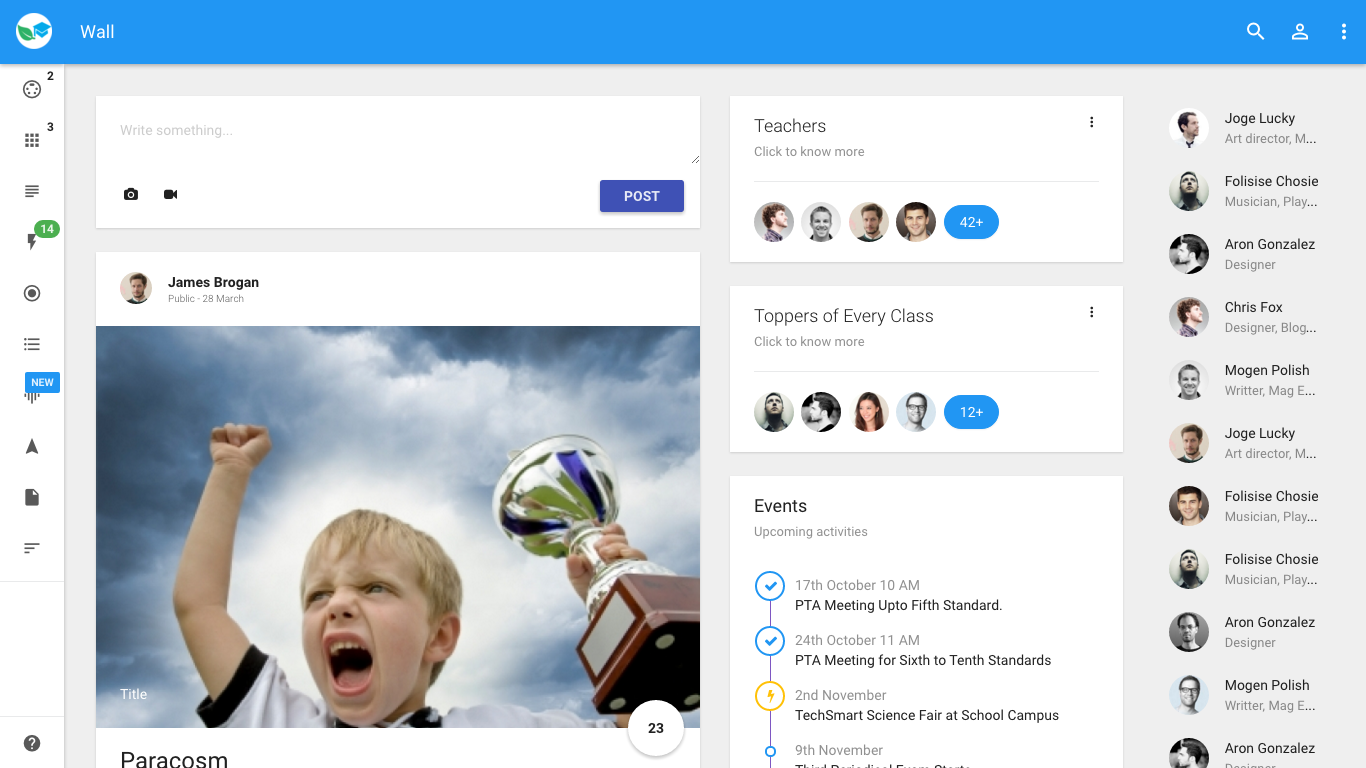 Wall
2
3
14
NEW
Write something...
POST
James Brogan
Public - 28 March
Title
23
Paracosm
Teachers
Click to know more
42+
Toppers of Every Class
Click to know more
12+
Events
Upcoming activities
17th October 10 AM
PTA Meeting Upto Fifth Standard.
24th October 11 AM
PTA Meeting for Sixth to Tenth Standards
2nd November
TechSmart Science Fair at School Campus
9th November
Third Periodical Exam Starts
Joge Lucky
Art director, M...
Folisise Chosie
Musician, Play...
Aron Gonzalez
Designer
Chris Fox
Designer, Blog...
Mogen Polish
Writter, Mag E...
Joge Lucky
Art director, M...
Folisise Chosie
Musician, Play...
Folisise Chosie
Musician, Play...
Aron Gonzalez
Designer
Mogen Polish
Writter, Mag E...
Aron Gonzalez
Designer